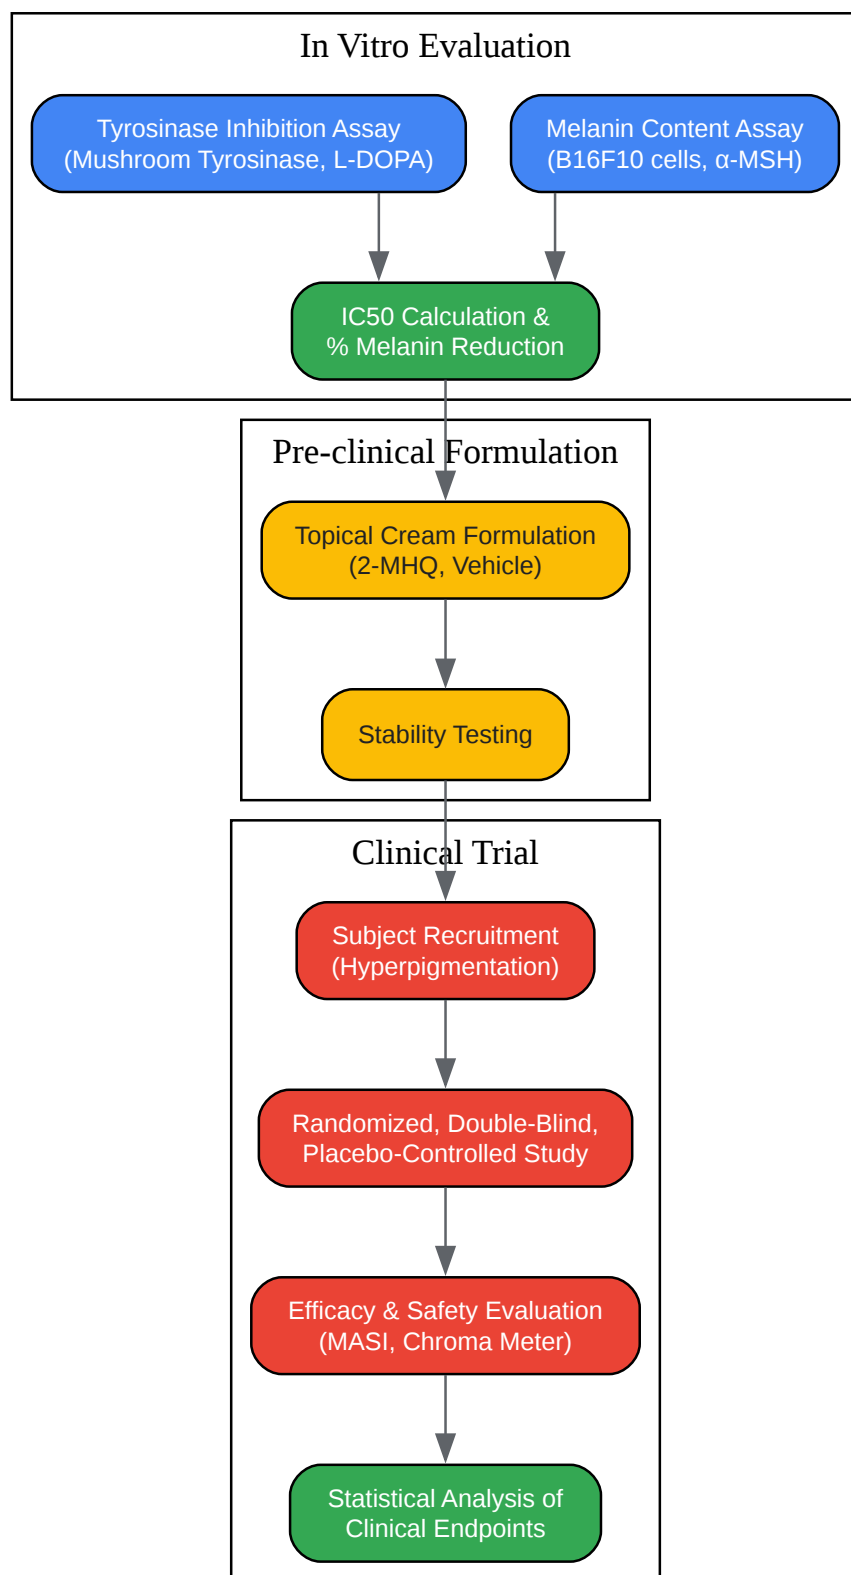 In Vitro Evaluation
Tyrosinase Inhibition Assay
(Mushroom Tyrosinase, L-DOPA)
Melanin Content Assay
(B16F10 cells, α-MSH)
IC50 Calculation &
% Melanin Reduction
Pre-clinical Formulation
Topical Cream Formulation
(2-MHQ, Vehicle)
Stability Testing
Clinical Trial
Subject Recruitment
(Hyperpigmentation)
Randomized, Double-Blind,
Placebo-Controlled Study
Efficacy & Safety Evaluation
(MASI, Chroma Meter)
Statistical Analysis of
Clinical Endpoints